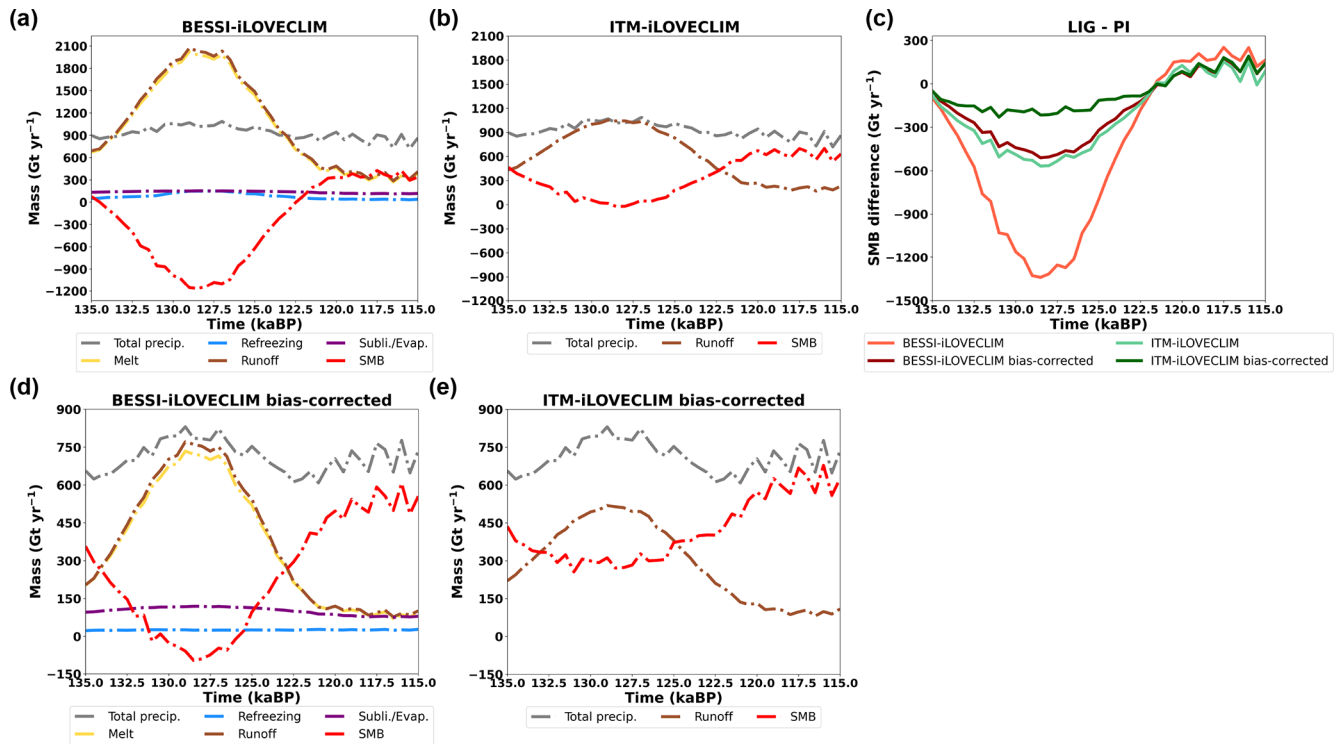 (a)
BESSI-iLOVECLIM
Mass (Gt yr⁻¹)
2100
1800
1500
1200
900
600
300
0
−300
−600
−900
−1200
135.0 132.5 130.0 127.5 125.0 122.5 120.0 117.5 115.0
Time (kaBP)
Total precip. Refreezing Subli./Evap.
Melt Runoff SMB
(b)
ITM-iLOVECLIM
Mass (Gt yr⁻¹)
2100
1800
1500
1200
900
600
300
0
−300
−600
−900
−1200
135.0 132.5 130.0 127.5 125.0 122.5 120.0 117.5 115.0
Time (kaBP)
Total precip. Runoff SMB
(c)
LIG - PI
SMB difference (Gt yr⁻¹)
300
0
−300
−600
−900
−1200
−1500
135.0 132.5 130.0 127.5 125.0 122.5 120.0 117.5 115.0
Time (kaBP)
BESSI-iLOVECLIM ITM-iLOVECLIM
BESSI-iLOVECLIM bias-corrected ITM-iLOVECLIM bias-corrected
(d)
BESSI-iLOVECLIM bias-corrected
Mass (Gt yr⁻¹)
900
750
600
450
300
150
0
−150
135.0 132.5 130.0 127.5 125.0 122.5 120.0 117.5 115.0
Time (kaBP)
Total precip. Refreezing Subli./Evap.
Melt Runoff SMB
(e)
ITM-iLOVECLIM bias-corrected
Mass (Gt yr⁻¹)
900
750
600
450
300
150
0
−150
135.0 132.5 130.0 127.5 125.0 122.5 120.0 117.5 115.0
Time (kaBP)
Total precip. Runoff SMB